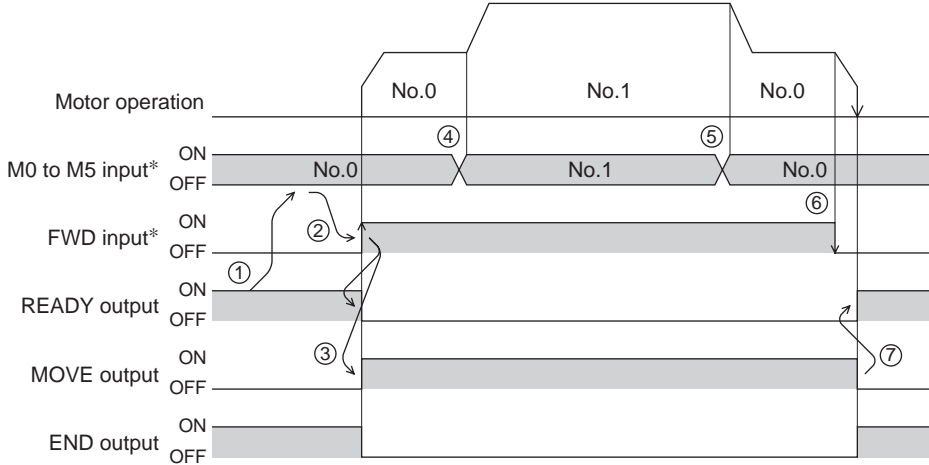 No.0 No.1 No.0
Motor operation
④ ⑤
M0 to M5 input* ON OFF No.0 No.1 No.0
⑥
FWD input* ON OFF ②
①
READY output ON OFF
③ ⑦
MOVE output ON OFF
END output ON OFF